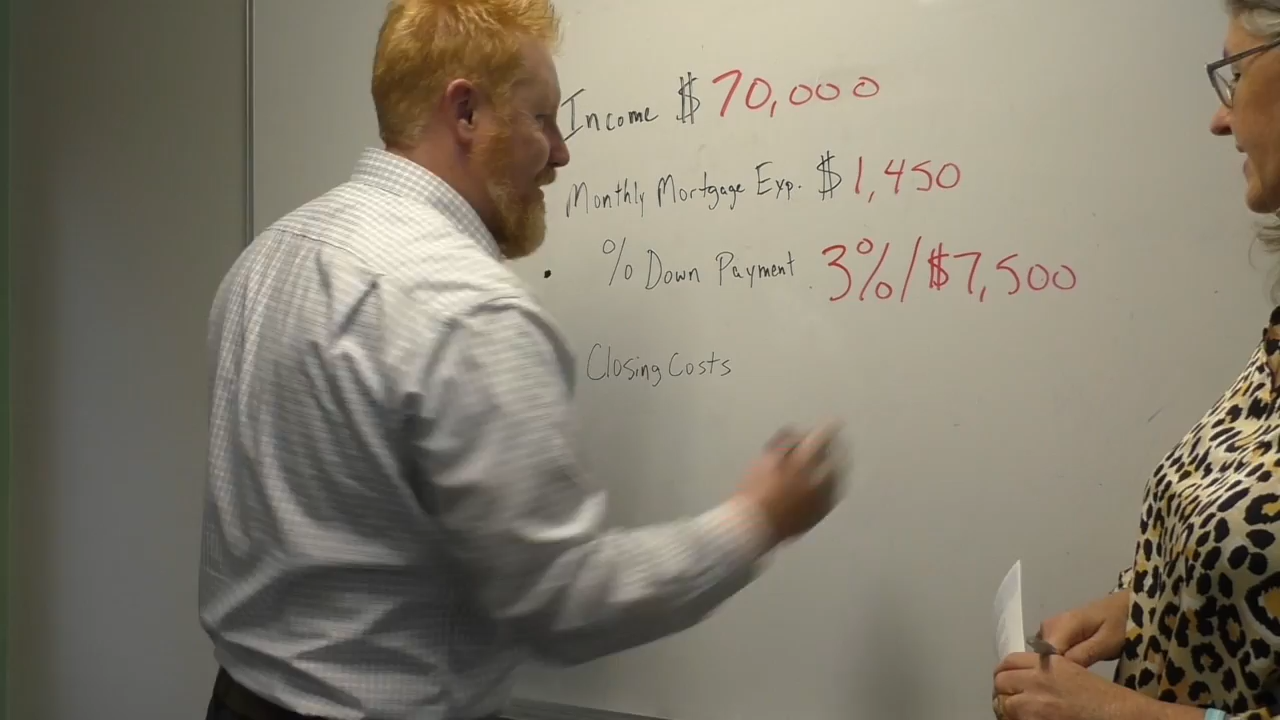 Income $ 70,000
Monthly Mortgage Exp. $ 1,450
% Down Payment 3%/$7,500
Closing Costs